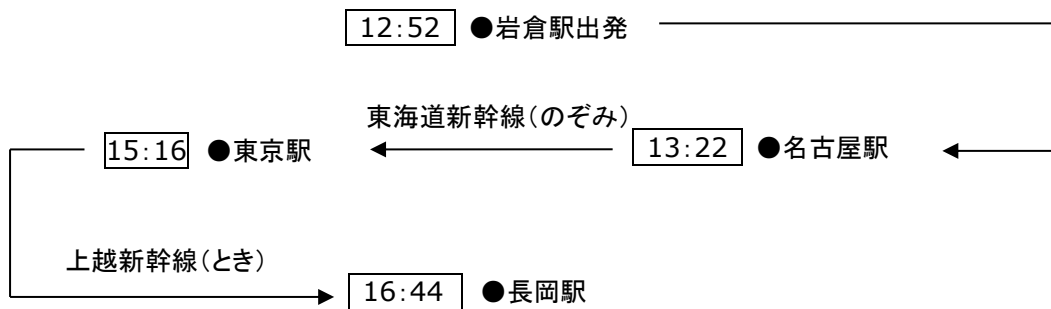 12:52 ●岩倉駅出発
東海道新幹線(のぞみ)
13:22 ●名古屋駅
15:16 ●東京駅
上越新幹線(とき)
16:44 ●長岡駅